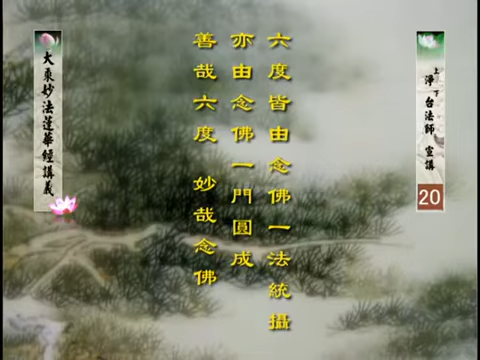 大乘妙法蓮華經講義
六度皆由念佛一法統攝
亦由念佛一門圓成
善哉六度 妙哉念佛
上淨下台法師 宣講
20